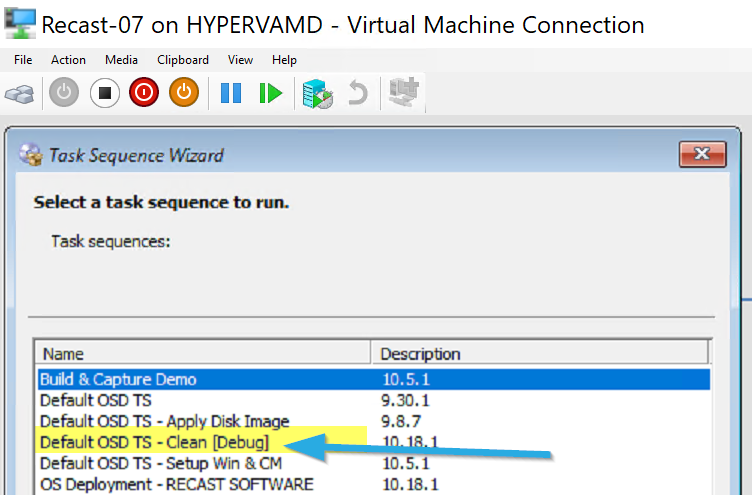 Recast-07 on HYPERVAMD - Virtual Machine Connection
File Action Media Clipboard View Help
Task Sequence Wizard
Select a task sequence to run.
Task sequences:
Name Description
Build & Capture Demo 10.5.1
Default OSD TS 9.30.1
Default OSD TS - Apply Disk Image 9.8.7
Default OSD TS - Clean [Debug] 10.18.1
Default OSD TS - Setup Win & CM 10.5.1
OS Deployment - RECAST SOFTWARE 10.18.1